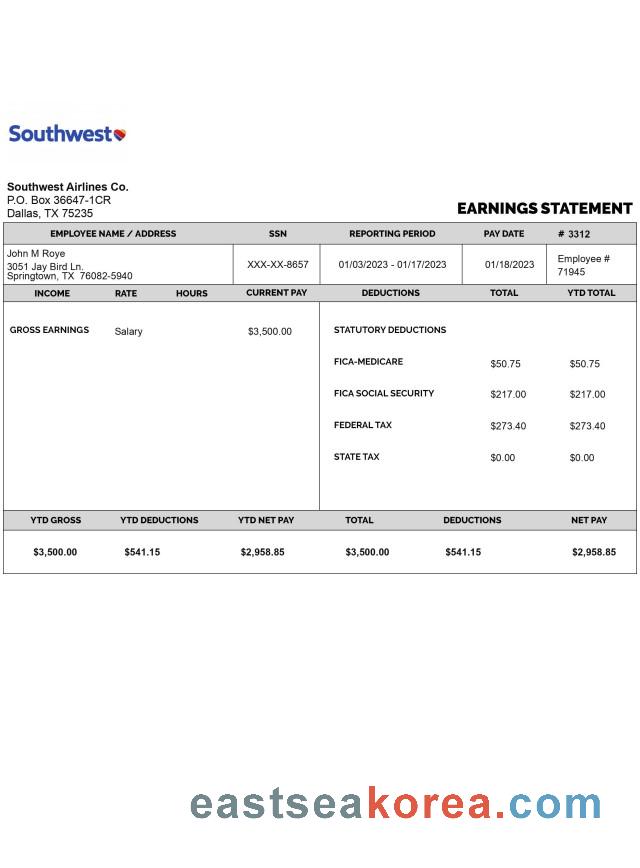 Southwest
Southwest Airlines Co.
P.O. Box 36647-1CR
Dallas, TX 75235
EARNINGS STATEMENT
EMPLOYEE NAME / ADDRESS SSN REPORTING PERIOD PAY DATE # 3312
John M Roye
3051 Jay Bird Ln.
Springtown, TX 76082-5940
XXX-XX-8657 01/03/2023 - 01/17/2023 01/18/2023 Employee #
71945
INCOME RATE HOURS CURRENT PAY DEDUCTIONS TOTAL YTD TOTAL
GROSS EARNINGS Salary $3,500.00 STATUTORY DEDUCTIONS
FICA-MEDICARE $50.75 $50.75
FICA SOCIAL SECURITY $217.00 $217.00
FEDERAL TAX $273.40 $273.40
STATE TAX $0.00 $0.00
YTD GROSS YTD DEDUCTIONS YTD NET PAY TOTAL DEDUCTIONS NET PAY
$3,500.00 $541.15 $2,958.85 $3,500.00 $541.15 $2,958.85
eastseakorea.com